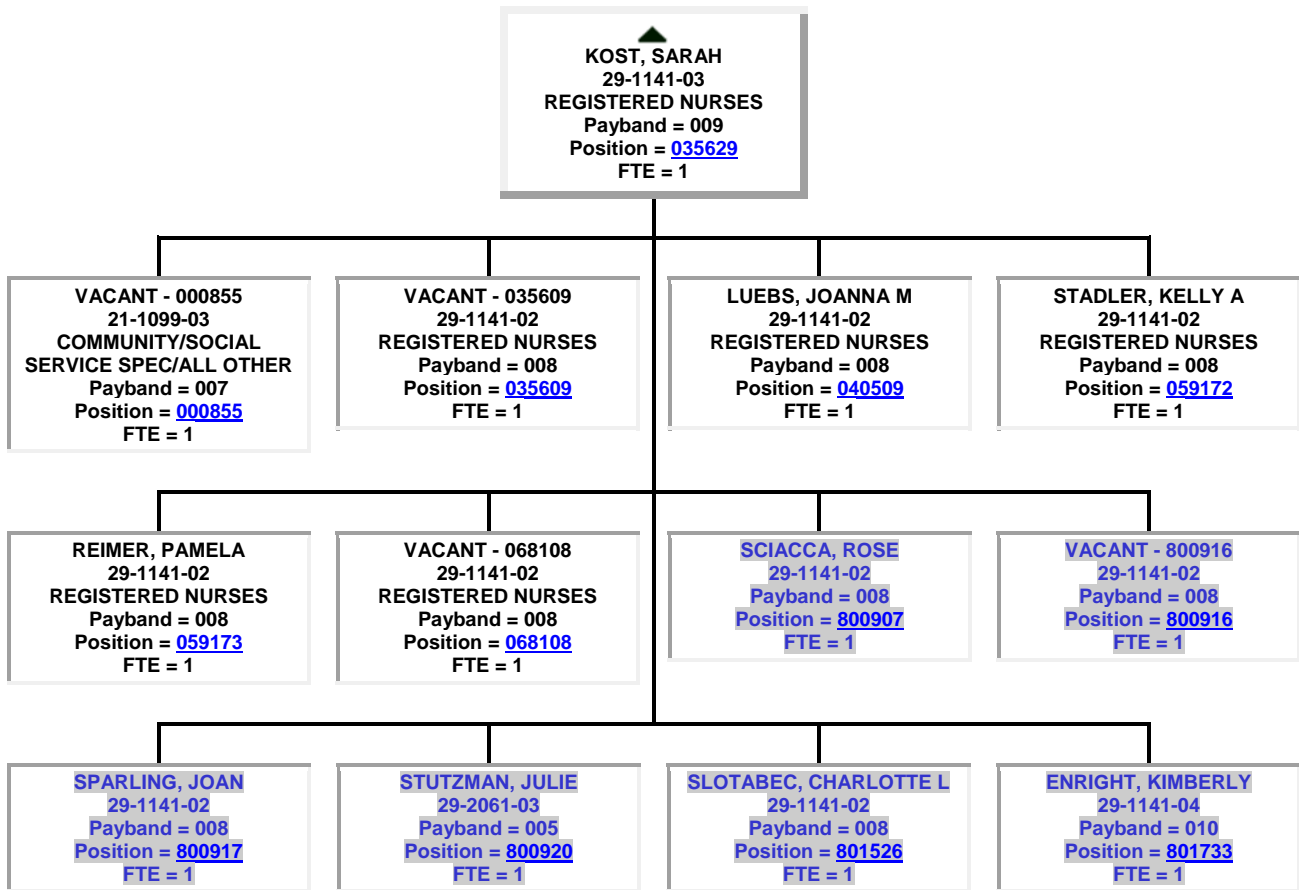 KOST, SARAH
29-1141-03
REGISTERED NURSES
Payband = 009
Position = 035629
FTE = 1
VACANT - 000855
21-1099-03
COMMUNITY/SOCIAL
SERVICE SPEC/ALL OTHER
Payband = 007
Position = 000855
FTE = 1
VACANT - 035609
29-1141-02
REGISTERED NURSES
Payband = 008
Position = 035609
FTE = 1
LUEBS, JOANNA M
29-1141-02
REGISTERED NURSES
Payband = 008
Position = 040509
FTE = 1
STADLER, KELLY A
29-1141-02
REGISTERED NURSES
Payband = 008
Position = 059172
FTE = 1
REIMER, PAMELA
29-1141-02
REGISTERED NURSES
Payband = 008
Position = 059173
FTE = 1
VACANT - 068108
29-1141-02
REGISTERED NURSES
Payband = 008
Position = 068108
FTE = 1
SCIACCA, ROSE
29-1141-02
Payband = 008
Position = 800907
FTE = 1
VACANT - 800916
29-1141-02
Payband = 008
Position = 800916
FTE = 1
SPARLING, JOAN
29-1141-02
Payband = 008
Position = 800917
FTE = 1
STUTZMAN, JULIE
29-2061-03
Payband = 005
Position = 800920
FTE = 1
SLOTABEC, CHARLOTTE L
29-1141-02
Payband = 008
Position = 801526
FTE = 1
ENRIGHT, KIMBERLY
29-1141-04
Payband = 010
Position = 801733
FTE = 1